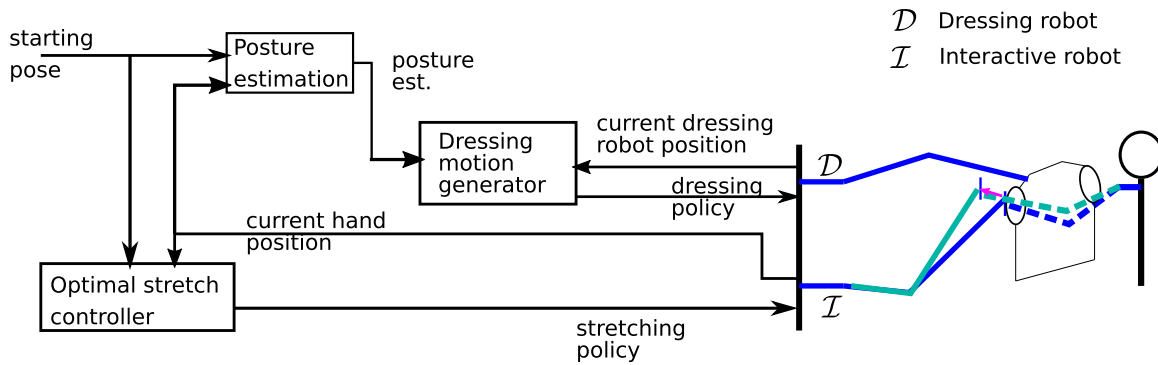 𝒟 Dressing robot
ℐ Interactive robot
starting
pose
Posture
estimation
posture
est.
Dressing
motion
generator
current dressing
robot position
dressing
policy
𝒟
current hand
position
Optimal stretch
controller
stretching
policy
ℐ